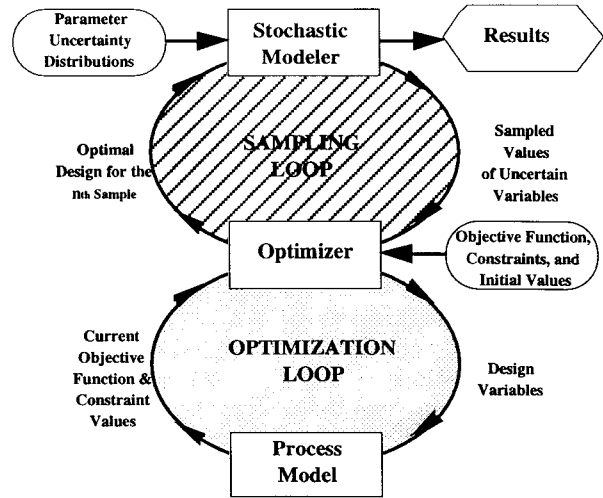 Parameter
Uncertainty
Distributions
Stochastic
Modeler
Results
Optimal
Design for the
nth Sample
SAMPLING
LOOP
Sampled
Values
of Uncertain
Variables
Optimizer
Objective Function,
Constraints, and
Initial Values
Current
Objective
Function &
Constraint
Values
OPTIMIZATION
LOOP
Design
Variables
Process
Model